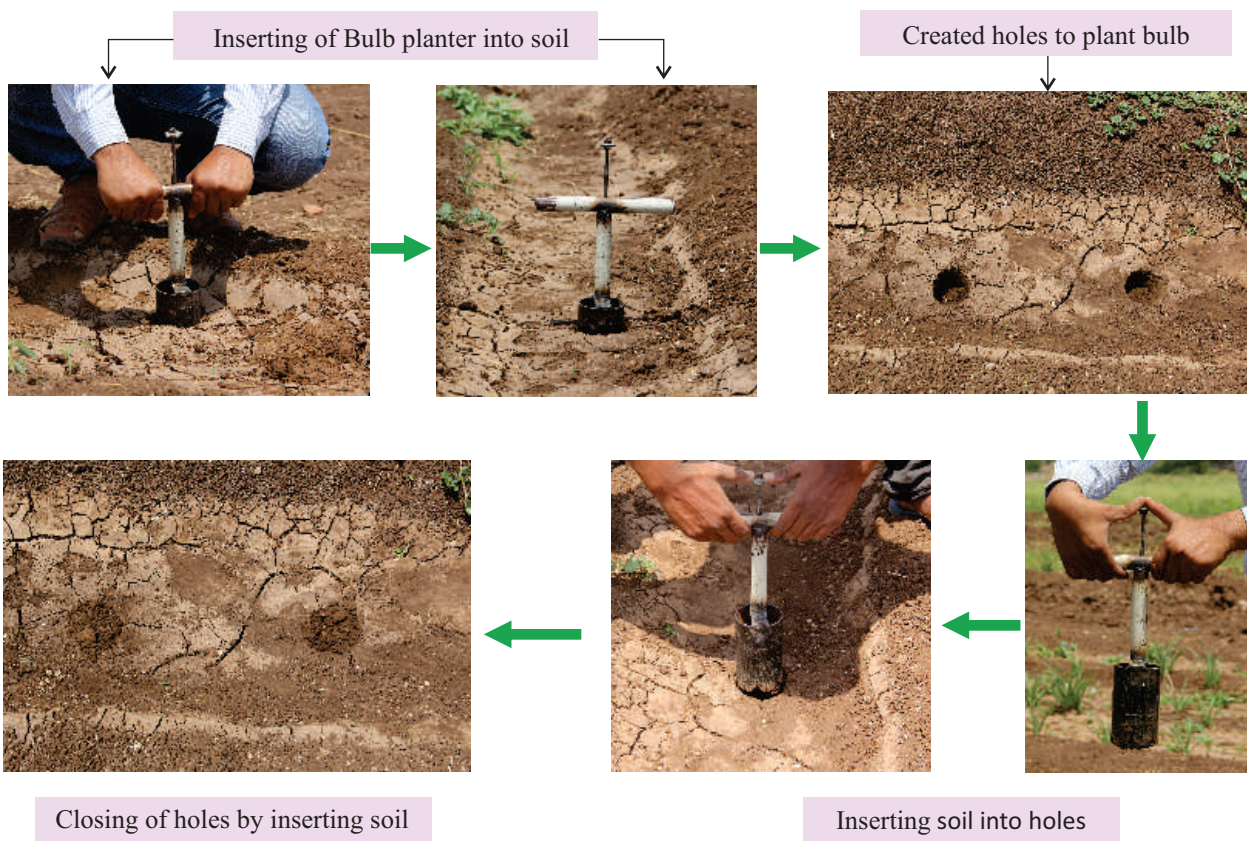 Inserting of Bulb planter into soil
Created holes to plant bulb
Closing of holes by inserting soil
Inserting soil into holes